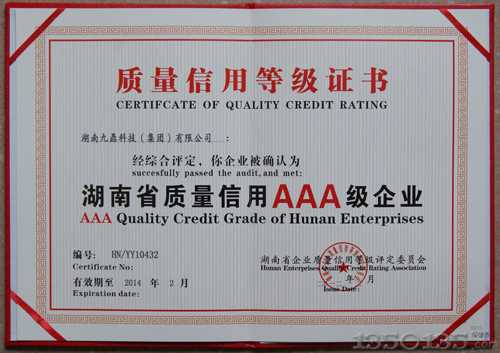 质量信用等级证书
CERTIFCATE OF QUALITY CREDIT RATING
湖南九磊科技（集团）有限公司：
经综合评定、你企业被确认为
succesfully passed the audit,and met:
湖南省质量信用AAA级企业
AAA Quality Credit Grade of Hunan Enterprises
编号： HN/YY10432
Certificate No:
有效期至 2014 年 2 月
Expiration date:
湖南省企业质量信用等级评定委员会
Hunan Enterprises Quality Credit Rating Association
年 月
Issue Date:
1350135.com